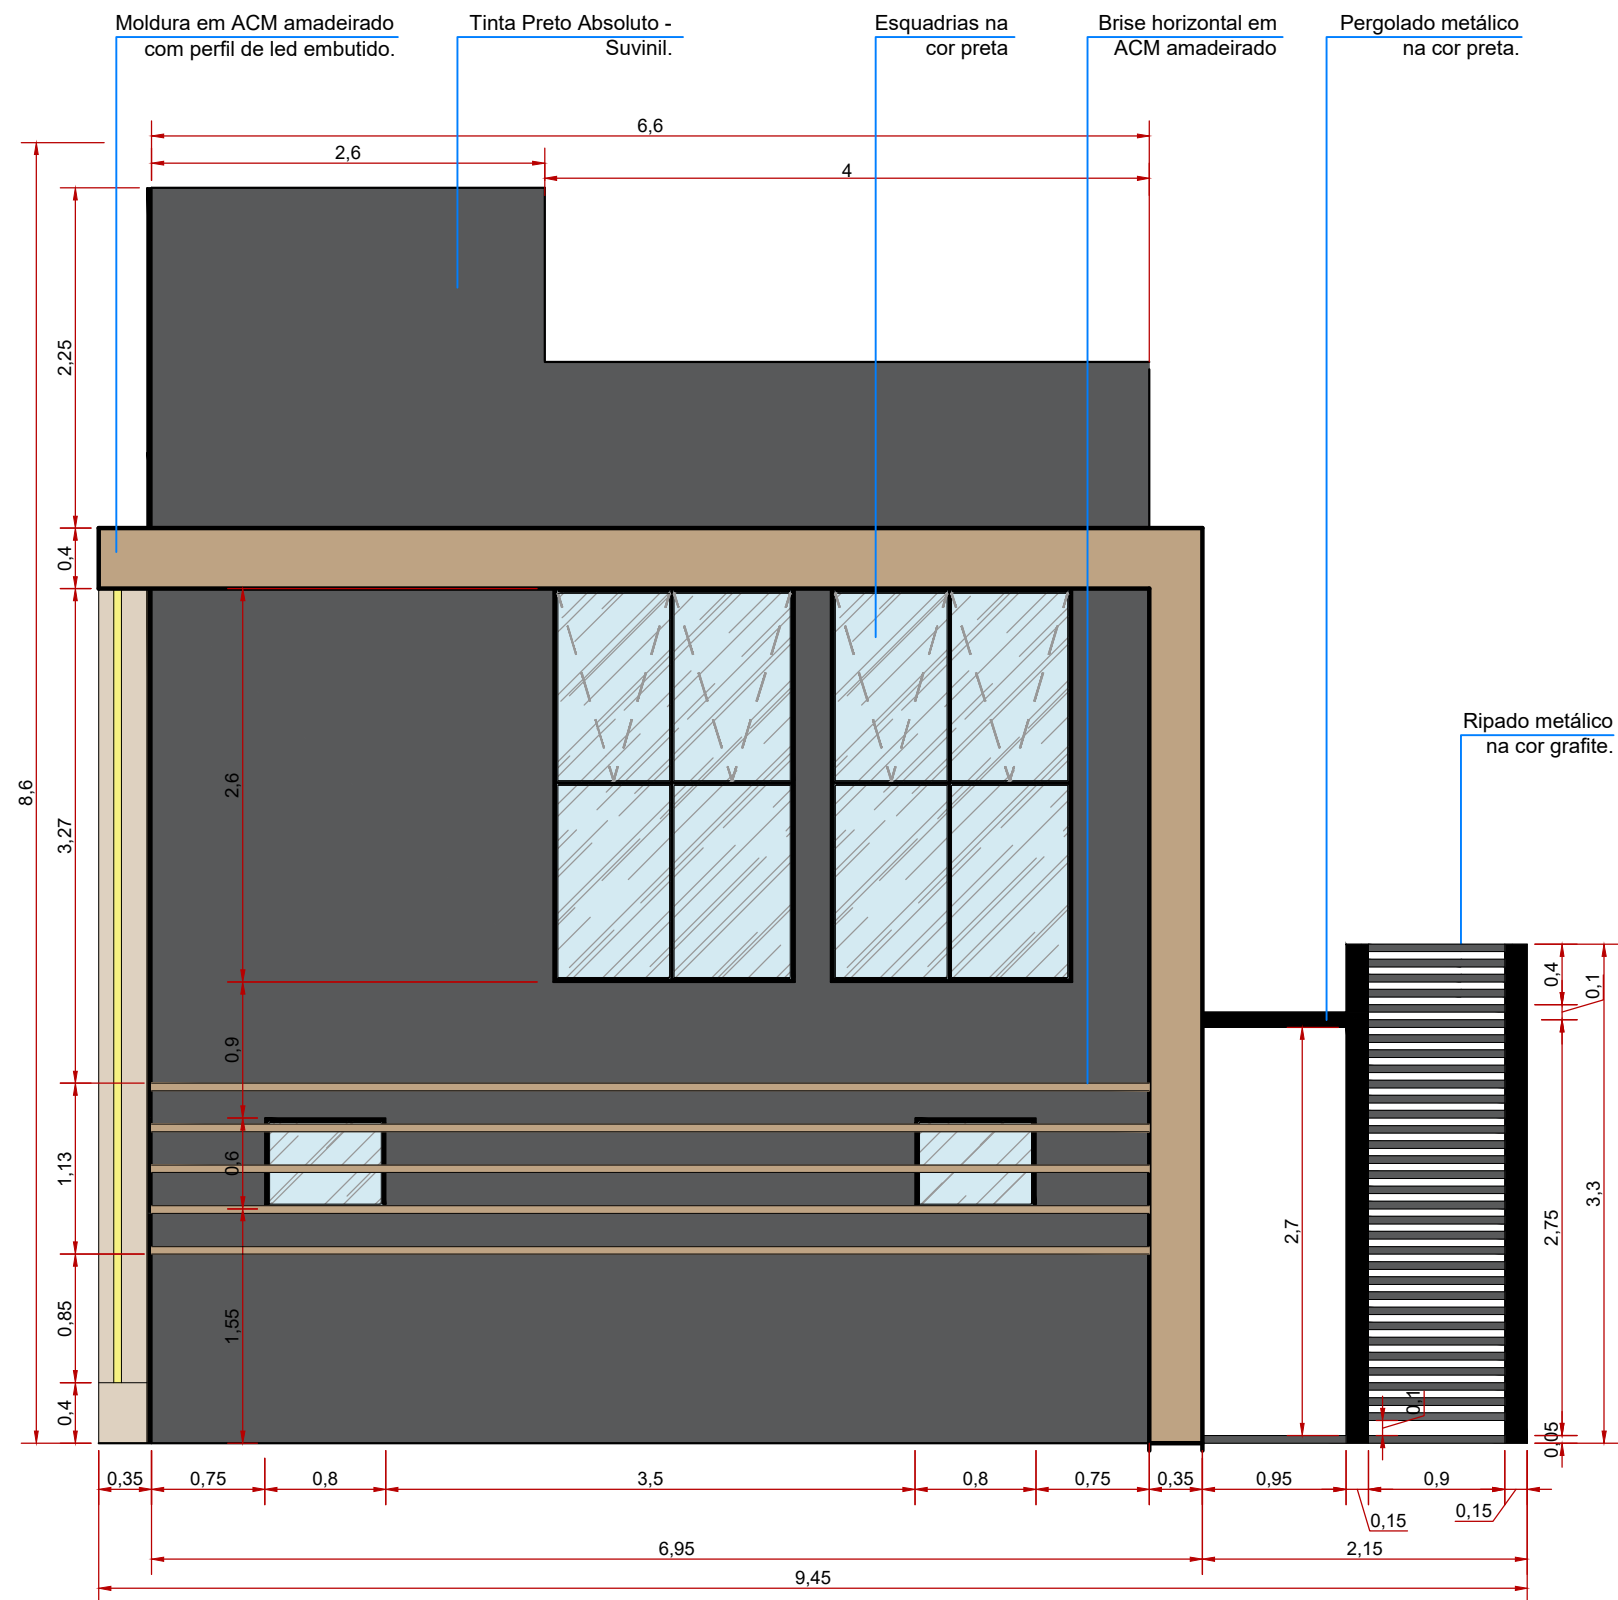 Moldura em ACM amadeirado
com perfil de led embutido.
Tinta Preto Absoluto -
Suvinil.
Esquadrias na
cor preta
Brise horizontal em
ACM amadeirado
Pergolado metálico
na cor preta.
6,6
2,6
4
2,25
0,4
8,6
3,27
2,6
Ripado metálico
na cor grafite.
0,4
0,1
0,9
1,13
0,6
3,3
2,75
2,7
0,85
1,55
0,4
0,1
0,05
0,35
0,75
0,8
3,5
0,8
0,75
0,35
0,95
0,9
0,15
0,15
6,95
2,15
9,45